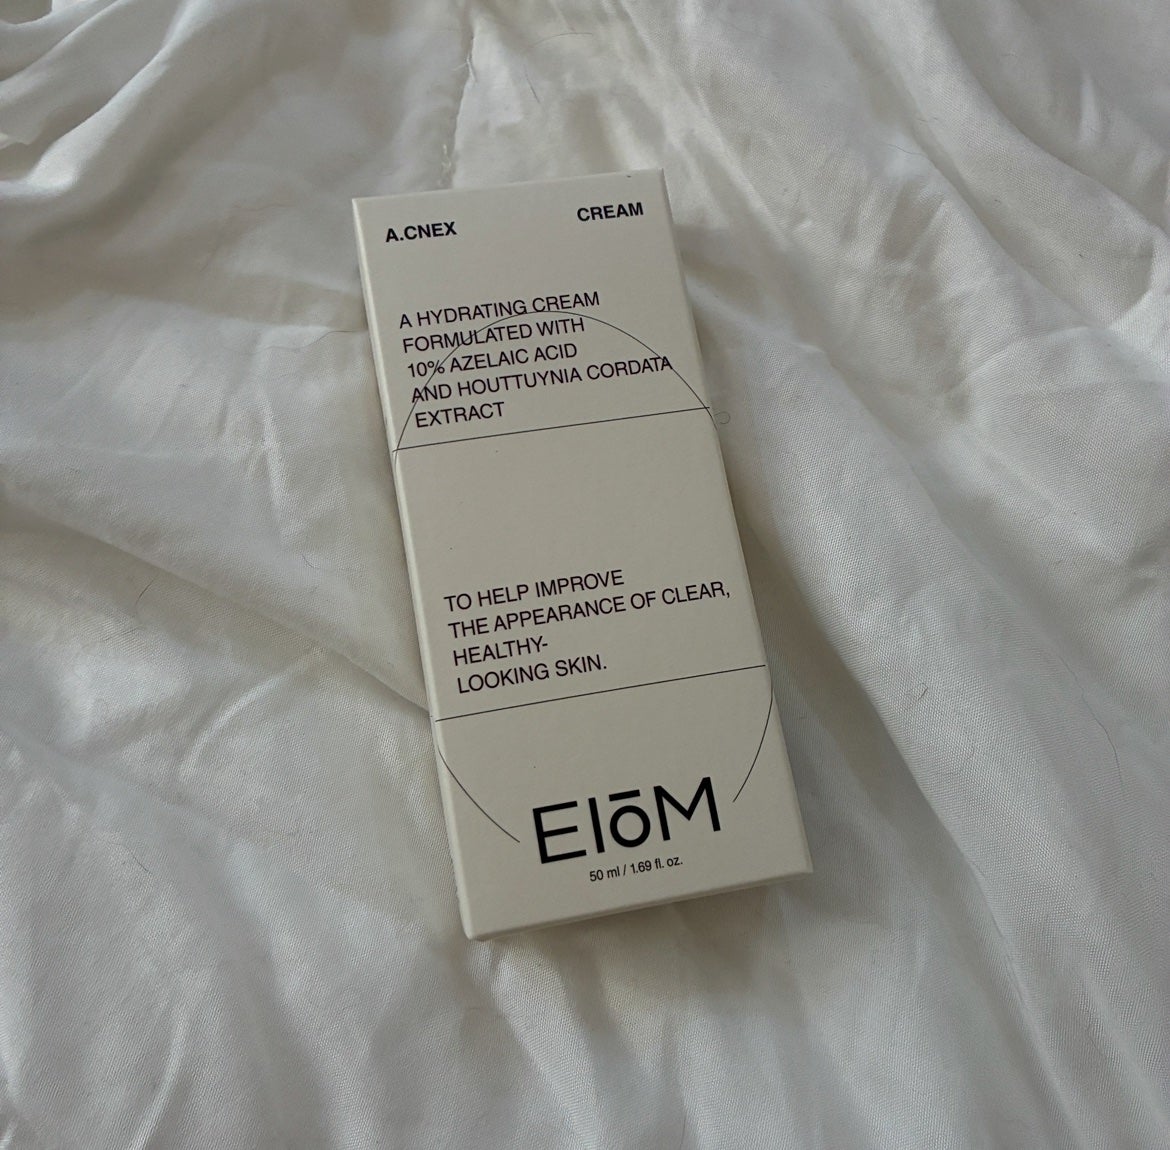 A.CNEX CREAM
A HYDRATING CREAM
FORMULATED WITH
10% AZELAIC ACID
AND HOUTTUYNIA CORDATA
EXTRACT
TO HELP IMPROVE
THE APPEARANCE OF CLEAR,
HEALTHY-
LOOKING SKIN.
ElōM
50 ml / 1.69 fl. oz.